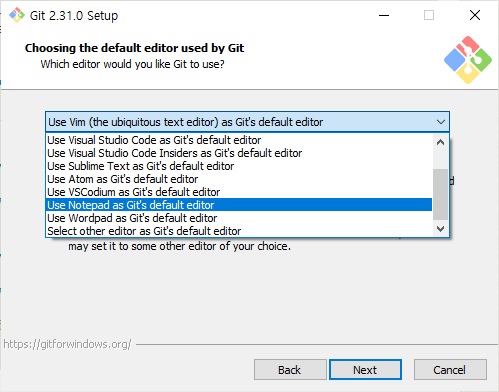 Git 2.31.0 Setup
Choosing the default editor used by Git
Which editor would you like Git to use?
Use Vim (the ubiquitous text editor) as Git's default editor
Use Visual Studio Code as Git's default editor
Use Visual Studio Code Insiders as Git's default editor
Use Sublime Text as Git's default editor
Use Atom as Git's default editor
Use VSCodium as Git's default editor
Use Notepad as Git's default editor
Use Wordpad as Git's default editor
Select other editor as Git's default editor
may set it to some other editor of your choice.
https://gitforwindows.org/
Back
Next
Cancel